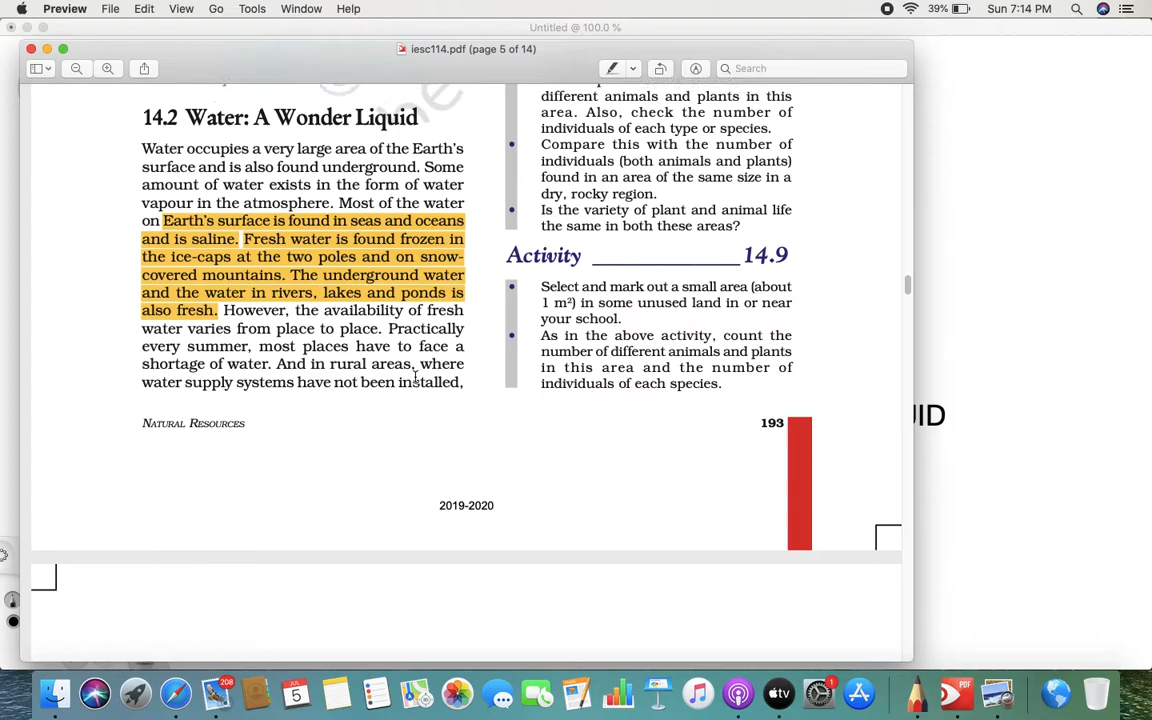 Preview File Edit View Go Tools Window Help
39% Sun 7:14 PM
Untitled @ 100.0 %
iesc114.pdf (page 5 of 14)
Search
14.2 Water: A Wonder Liquid
Water occupies a very large area of the Earth's
surface and is also found underground. Some
amount of water exists in the form of water
vapour in the atmosphere. Most of the water
on Earth's surface is found in seas and oceans
and is saline. Fresh water is found frozen in
the ice-caps at the two poles and on snow-
covered mountains. The underground water
and the water in rivers, lakes and ponds is
also fresh. However, the availability of fresh
water varies from place to place. Practically
every summer, most places have to face a
shortage of water. And in rural areas, where
water supply systems have not been installed,
different animals and plants in this
area. Also, check the number of
individuals of each type or species.
• Compare this with the number of
individuals (both animals and plants)
found in an area of the same size in a
dry, rocky region.
• Is the variety of plant and animal life
the same in both these areas?
Activity 14.9
• Select and mark out a small area (about
1 m²) in some unused land in or near
your school.
• As in the above activity, count the
number of different animals and plants
in this area and the number of
individuals of each species.
NATURAL RESOURCES
193
2019-2020
UID
208
JUL
5
tv
1
PDF